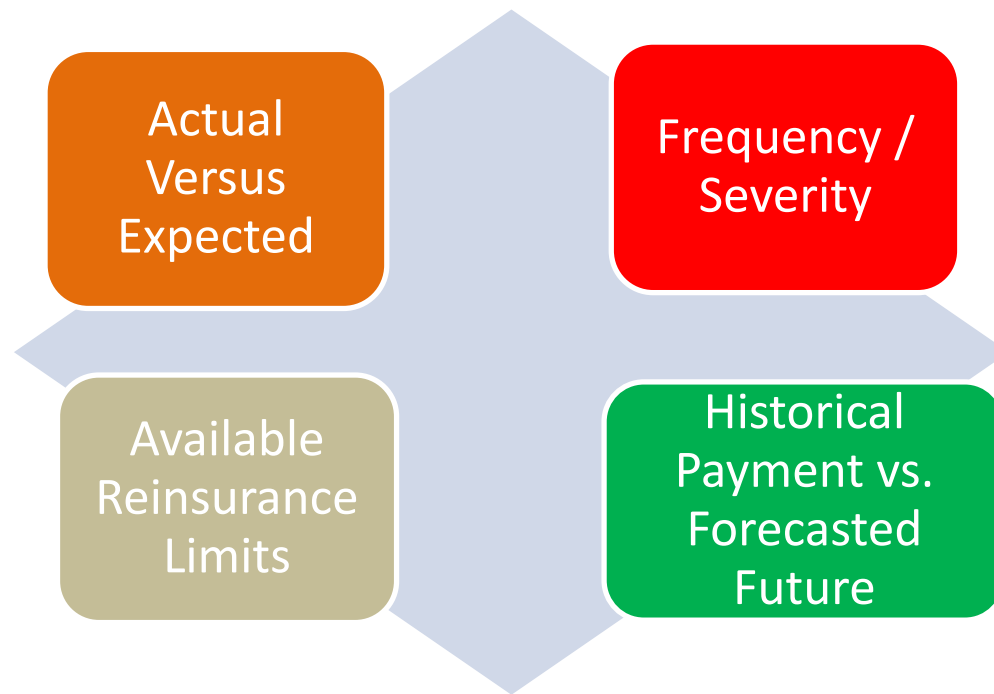 Actual
Versus
Expected
Frequency /
Severity
Available
Reinsurance
Limits
Historical
Payment vs.
Forecasted
Future